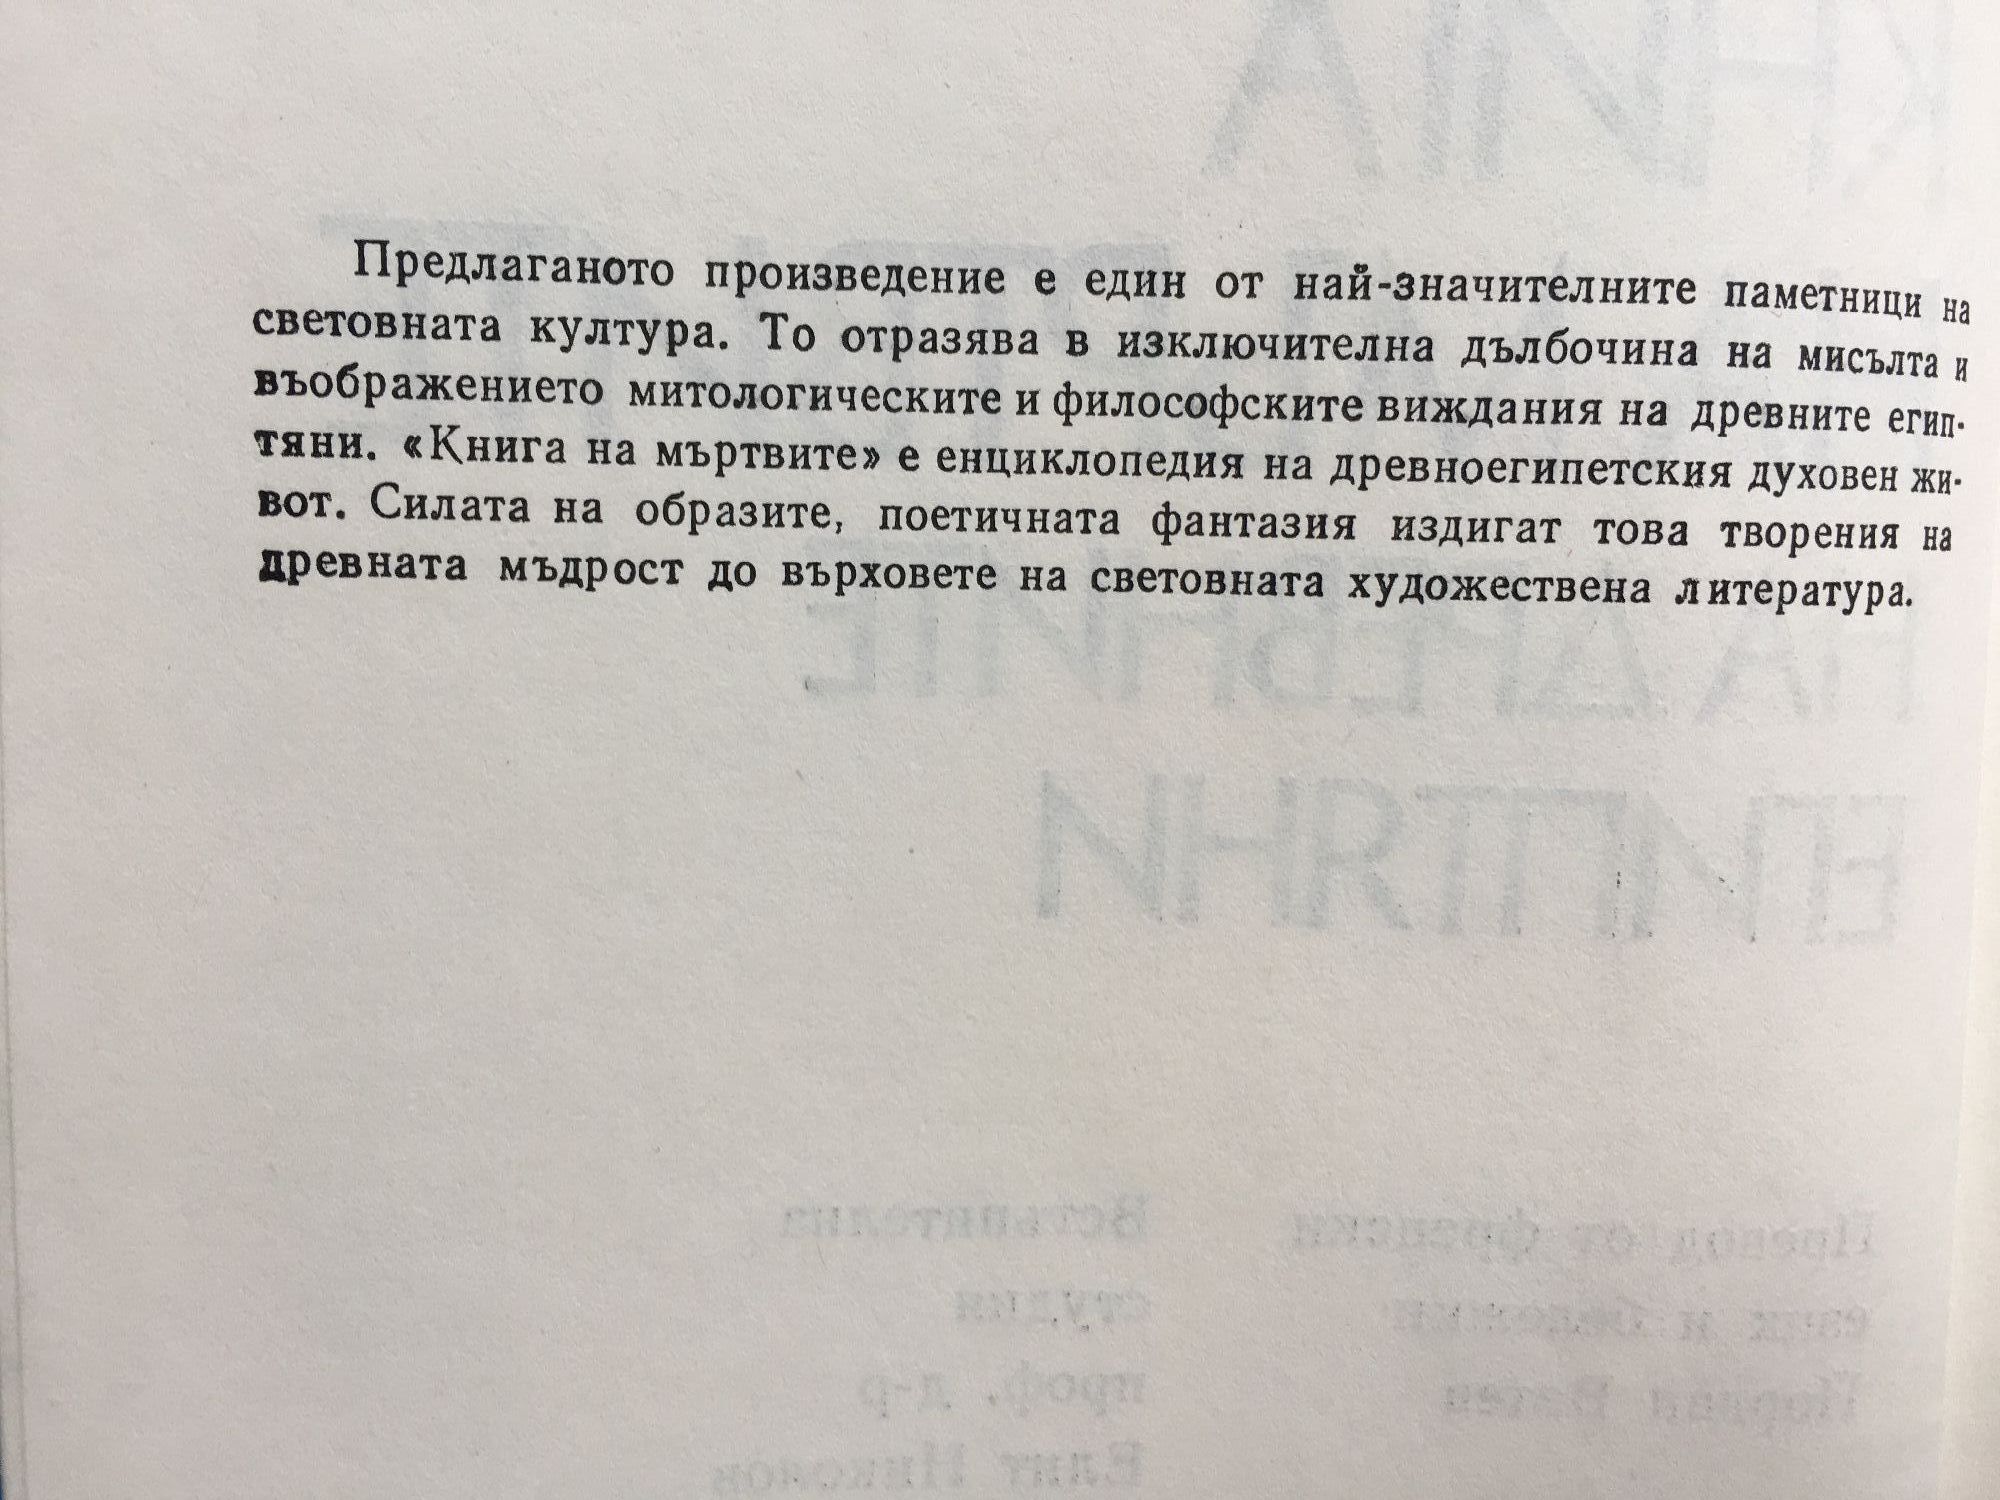 Предлаганото произведение е един от най-значителните паметници на
световната култура. То отразява в изключителна дълбочина на мисълта и
въображението митологическите и философските виждания на древните егип-
тяни. «Книга на мъртвите» е енциклопедия на древноегипетския духовен жи-
вот. Силата на образите, поетичната фантазия издигат това творения на
древната мъдрост до върховете на световната художествена литература.